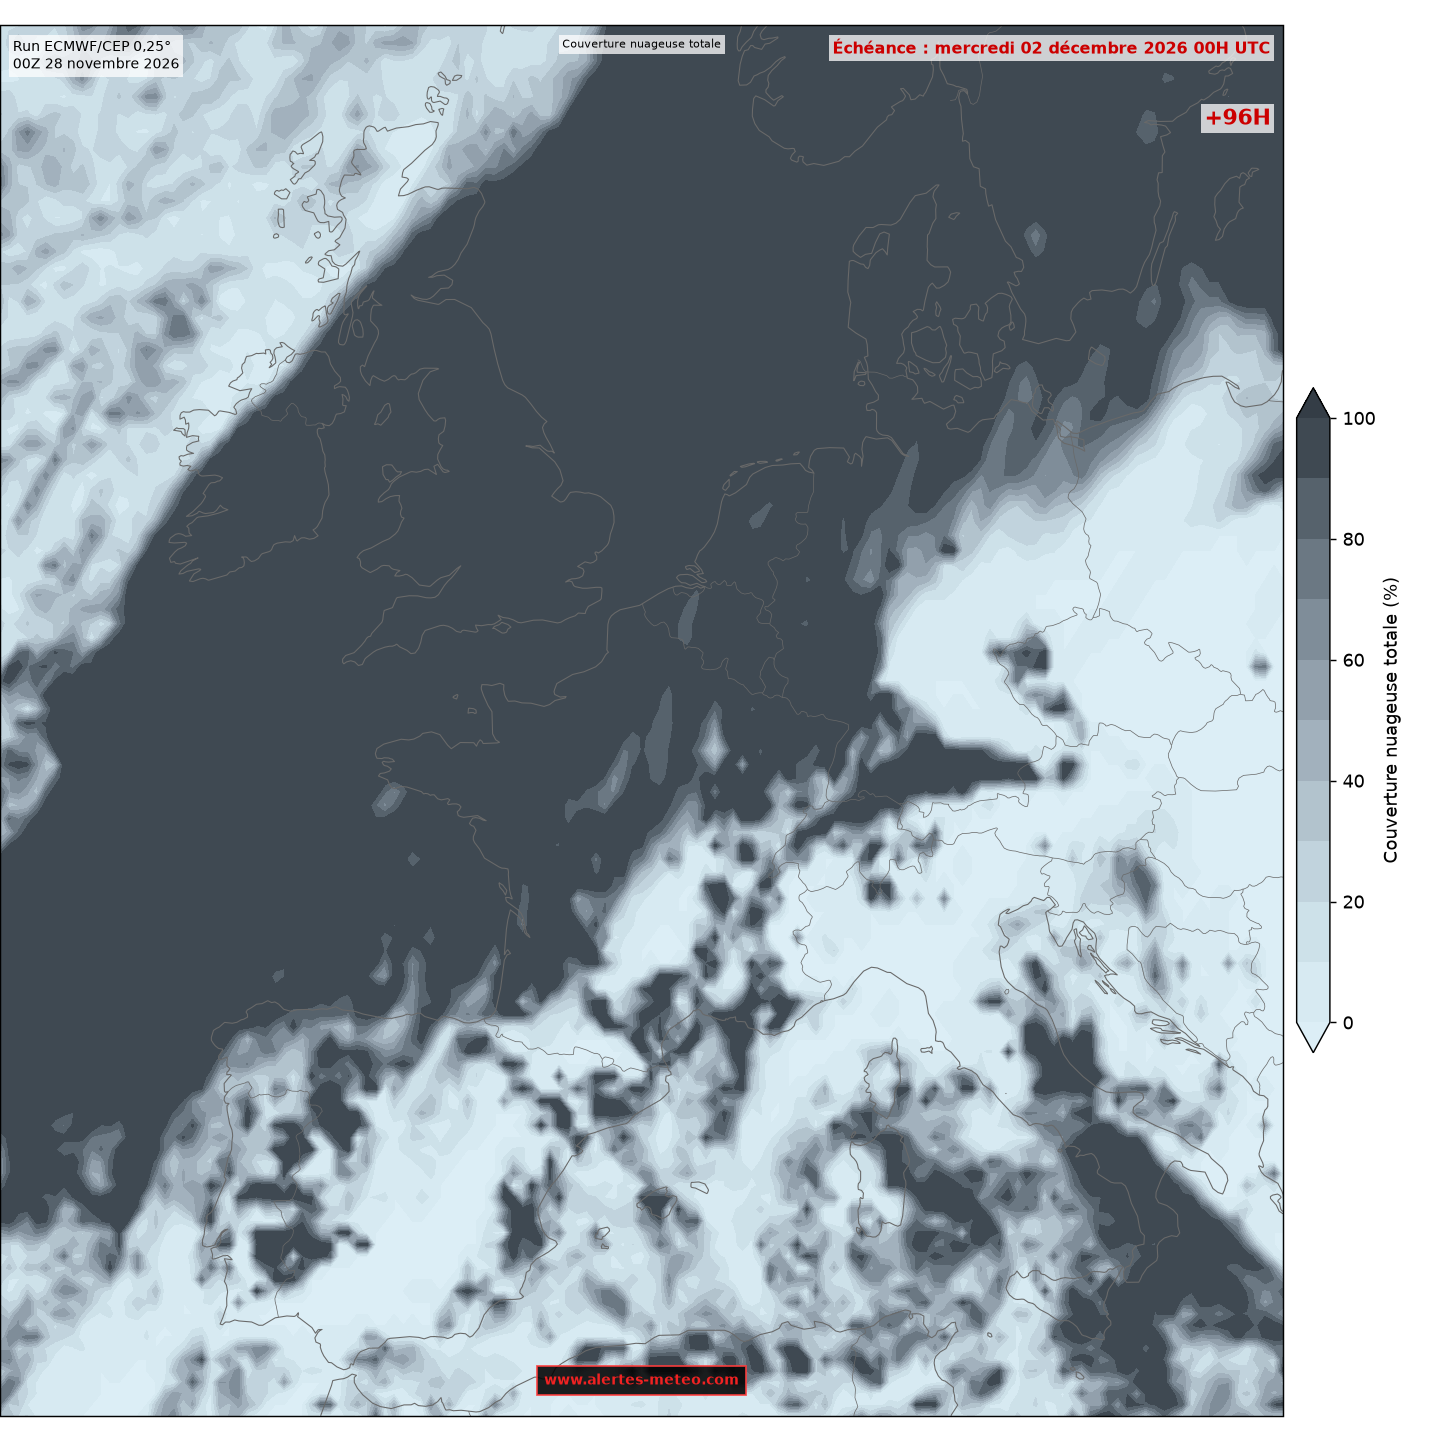 Run ECMWF/CEP 0,25°
00Z 28 novembre 2026
Couverture nuageuse totale
Échéance : mercredi 02 décembre 2026 00H UTC
+96H
100
80
60
40
20
0
Couverture nuageuse totale (%)
www.alertes-meteo.com